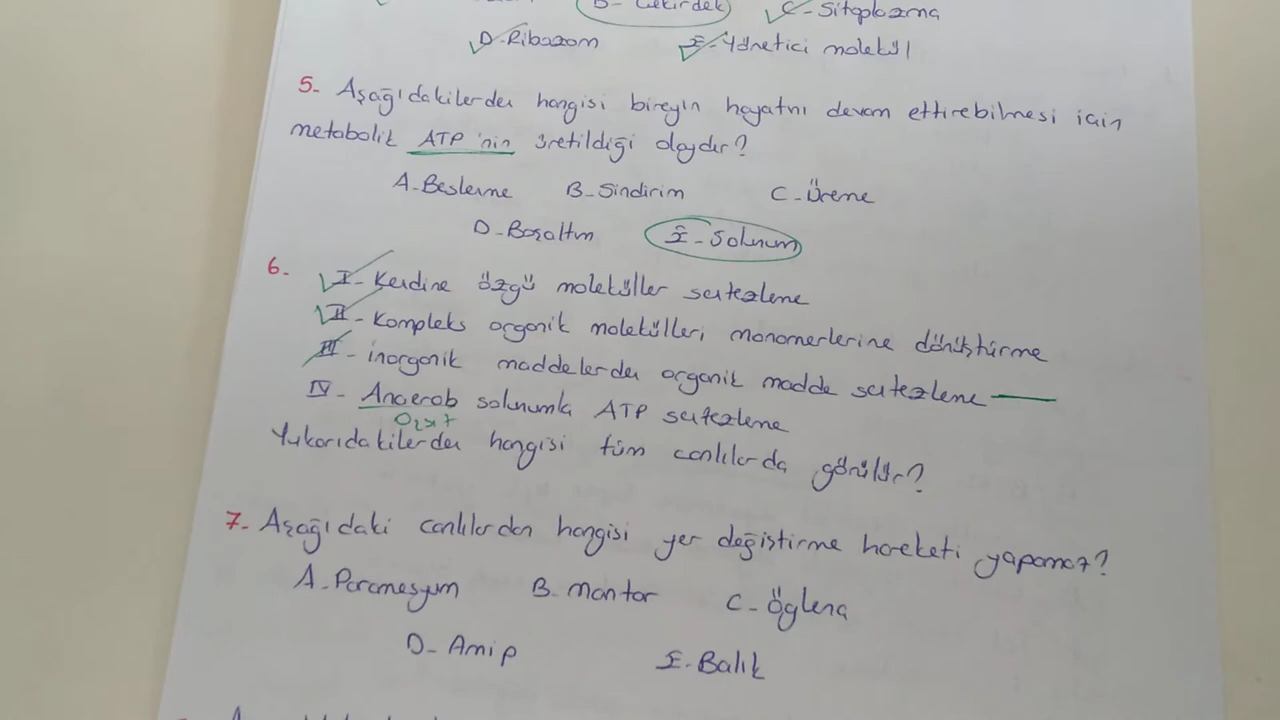 B- Çekirdek C- Sitoplazma
D-Ribozom E-Yönetici molekül
5- Aşağıdakilerden hangisi bireyin hayatnı devam ettirebilmesi için
metabolik ATP'nin üretildiği olaydır?
A-Beslenme B-Sindirim C-Üreme
D-Boşaltım E-Solunum
6. I-Kendine özgü moleküller sentezleme
II-Kompleks organik molekülleri monomerlerine dönüştürme
III- inorganik maddelerden organik madde sentezleme
IV- Anaerob solunumla ATP sentezleme
Yukarıdakilerden hangisi tüm canlılarda görülür?
7- Aşağıdaki canlılardan hangisi yer değiştirme hareketi yapamaz?
A-Paramesyum B. mantar C-Öglena
D-Amip E.Balık